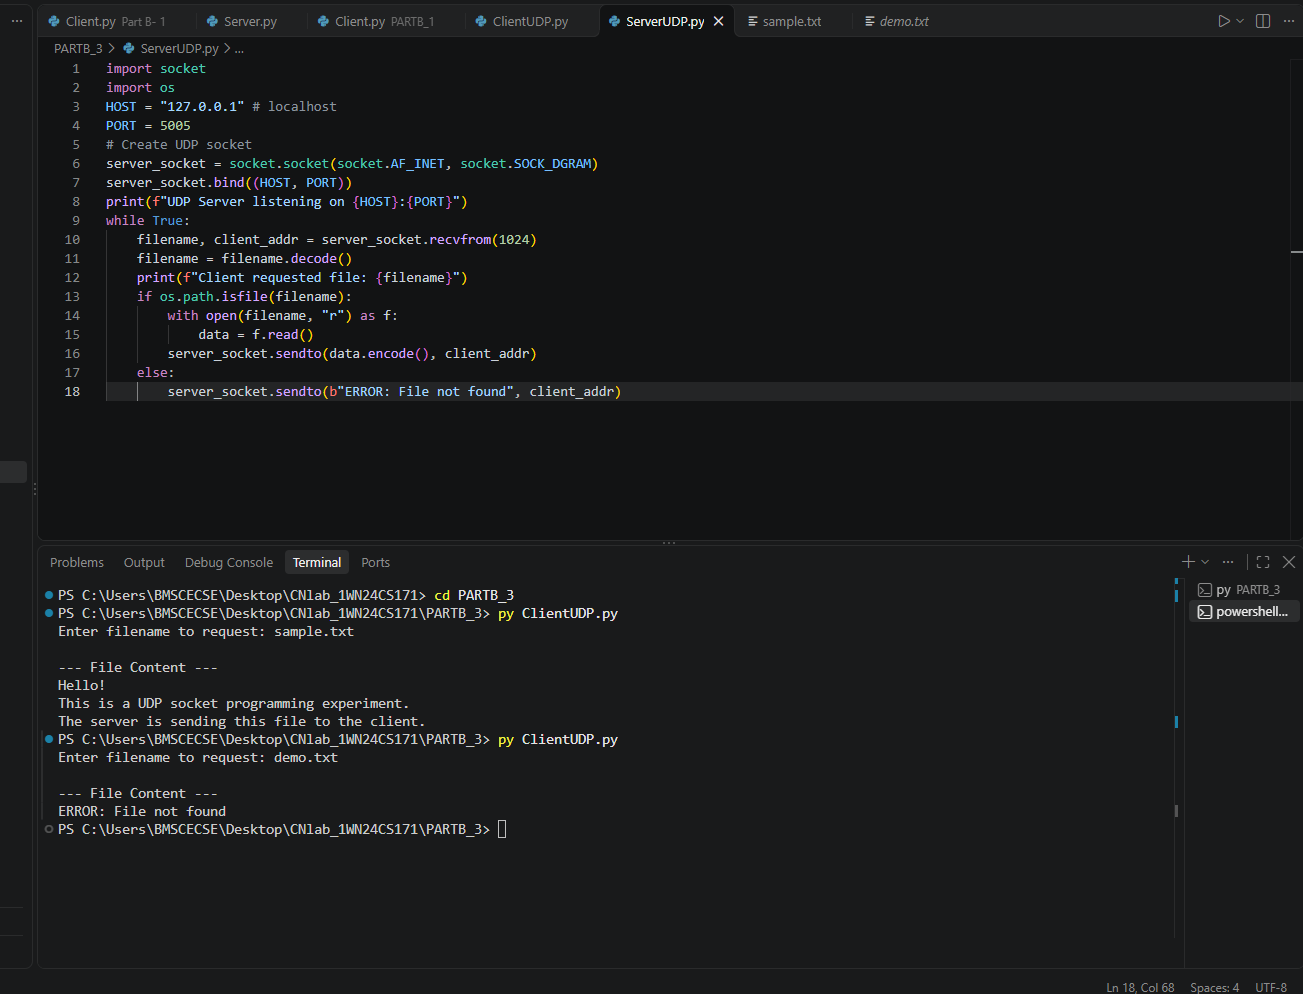 ··· Client.py Part B- 1 Server.py Client.py PARTB_1 ClientUDP.py ServerUDP.py sample.txt demo.txt ···
PARTB_3 > ServerUDP.py > ...
1 import socket
2 import os
3 HOST = "127.0.0.1" # localhost
4 PORT = 5005
5 # Create UDP socket
6 server_socket = socket.socket(socket.AF_INET, socket.SOCK_DGRAM)
7 server_socket.bind((HOST, PORT))
8 print(f"UDP Server listening on {HOST}:{PORT}")
9 while True:
10     filename, client_addr = server_socket.recvfrom(1024)
11     filename = filename.decode()
12     print(f"Client requested file: {filename}")
13     if os.path.isfile(filename):
14         with open(filename, "r") as f:
15             data = f.read()
16         server_socket.sendto(data.encode(), client_addr)
17     else:
18         server_socket.sendto(b"ERROR: File not found", client_addr)
Problems Output Debug Console Terminal Ports
PS C:\Users\BMSCECSE\Desktop\CNlab_1WN24CS171> cd PARTB_3
PS C:\Users\BMSCECSE\Desktop\CNlab_1WN24CS171\PARTB_3> py ClientUDP.py
Enter filename to request: sample.txt
--- File Content ---
Hello!
This is a UDP socket programming experiment.
The server is sending this file to the client.
PS C:\Users\BMSCECSE\Desktop\CNlab_1WN24CS171\PARTB_3> py ClientUDP.py
Enter filename to request: demo.txt
--- File Content ---
ERROR: File not found
PS C:\Users\BMSCECSE\Desktop\CNlab_1WN24CS171\PARTB_3>
py PARTB_3
powershell...
Ln 18, Col 68 Spaces: 4 UTF-8